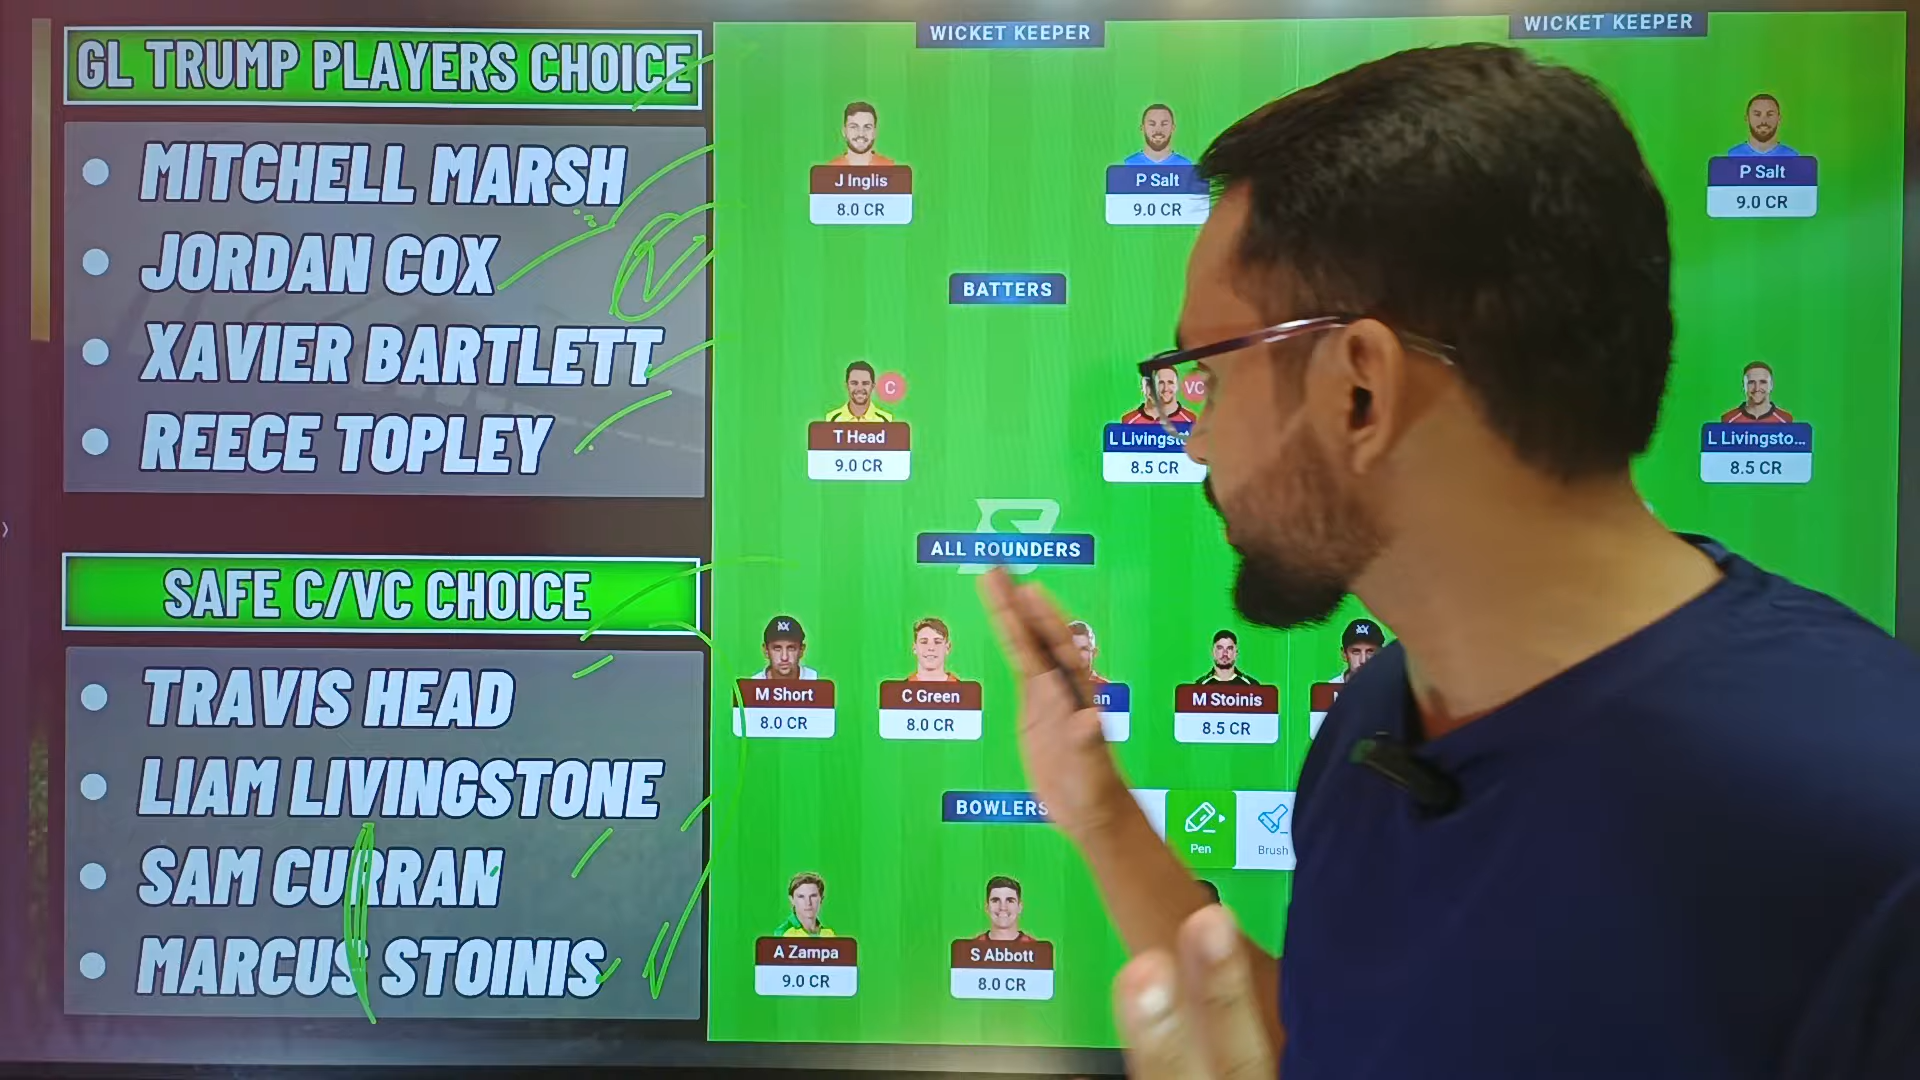 GL TRUMP PLAYERS CHOICE
MITCHELL MARSH
JORDAN COX
XAVIER BARTLETT
REECE TOPLEY
SAFE C/VC CHOICE
TRAVIS HEAD
LIAM LIVINGSTONE
SAM CURRAN
MARCUS STOINIS
WICKET KEEPER
J Inglis
8.0 CR
P Salt
9.0 CR
BATTERS
C
T Head
9.0 CR
VC
L Livingst
8.5 CR
ALL ROUNDERS
M Short
8.0 CR
C Green
8.0 CR
an
M Stoinis
8.5 CR
BOWLERS
A Zampa
9.0 CR
S Abbott
8.0 CR
Pen
Brush
WICKET KEEPER
P Salt
9.0 CR
L Livingsto...
8.5 CR